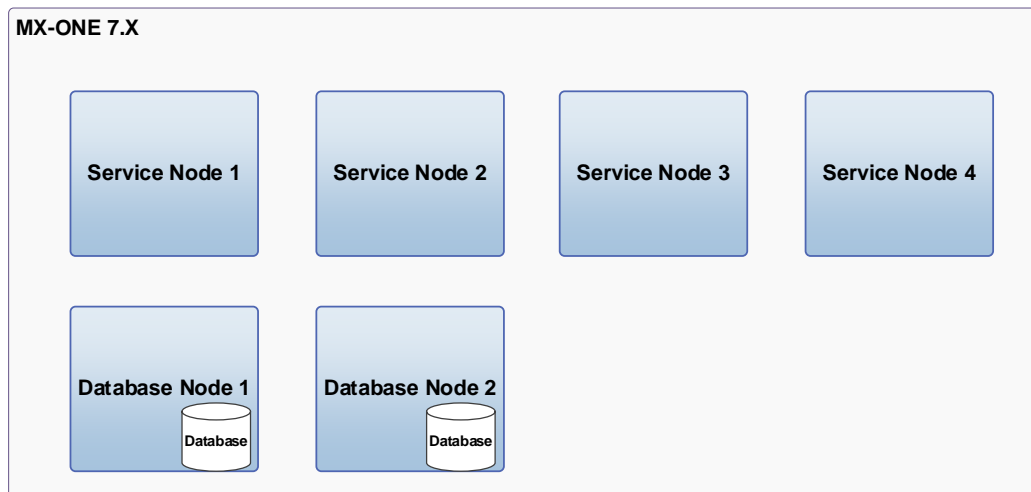 MX-ONE 7.X
Service Node 1
Service Node 2
Service Node 3
Service Node 4
Database Node 1
Database
Database Node 2
Database